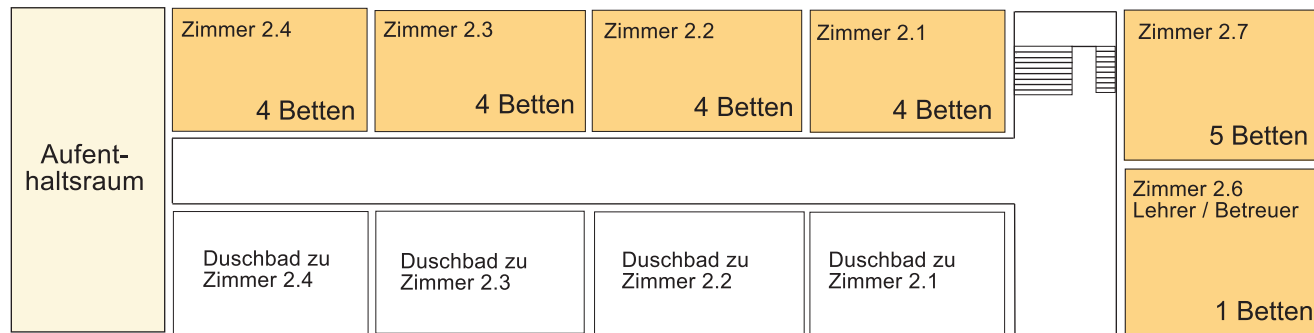 Aufent-
haltsraum
Zimmer 2.4
4 Betten
Zimmer 2.3
4 Betten
Zimmer 2.2
4 Betten
Zimmer 2.1
4 Betten
Zimmer 2.7
5 Betten
Zimmer 2.6
Lehrer / Betreuer
1 Betten
Duschbad zu
Zimmer 2.4
Duschbad zu
Zimmer 2.3
Duschbad zu
Zimmer 2.2
Duschbad zu
Zimmer 2.1